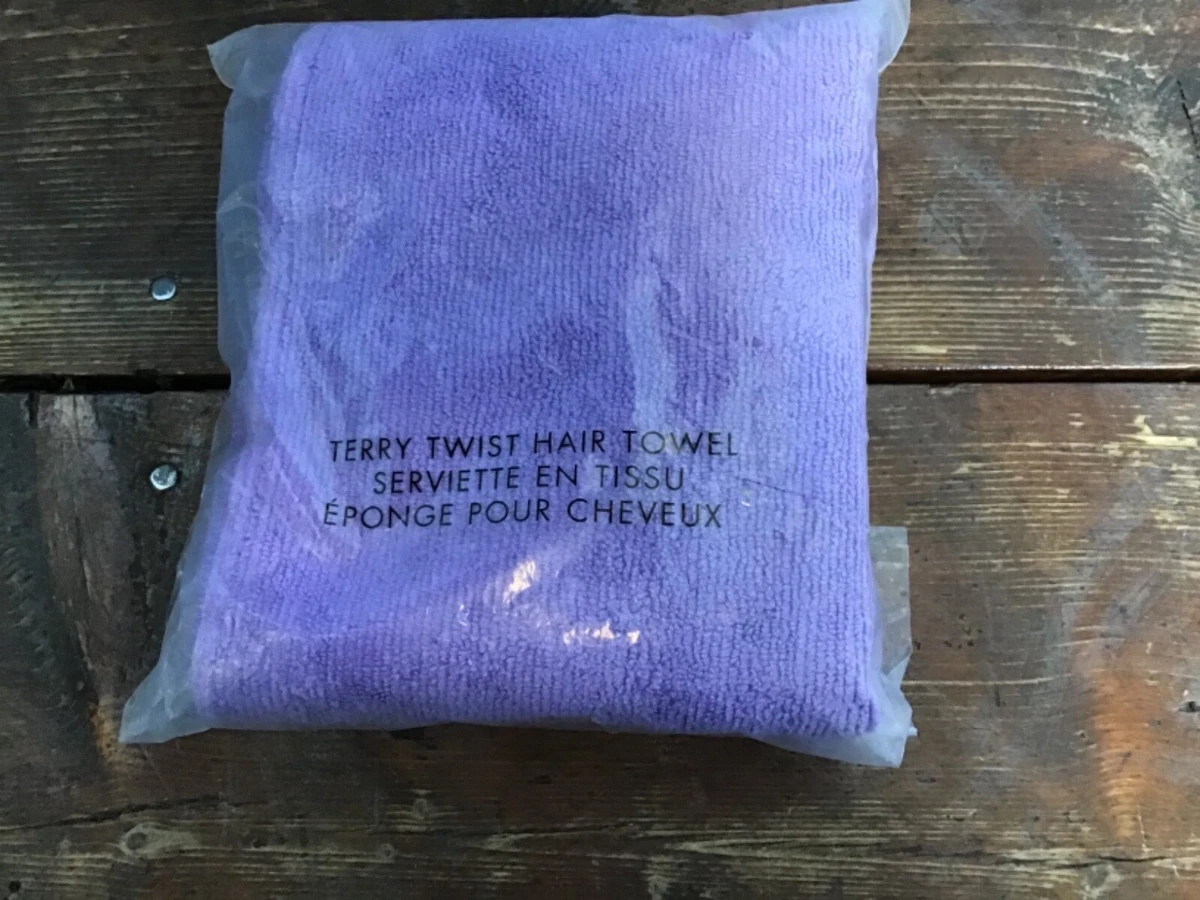 TERRY TWIST HAIR TOWEL
SERVIETTE EN TISSU
ÉPONGE POUR CHEVEUX